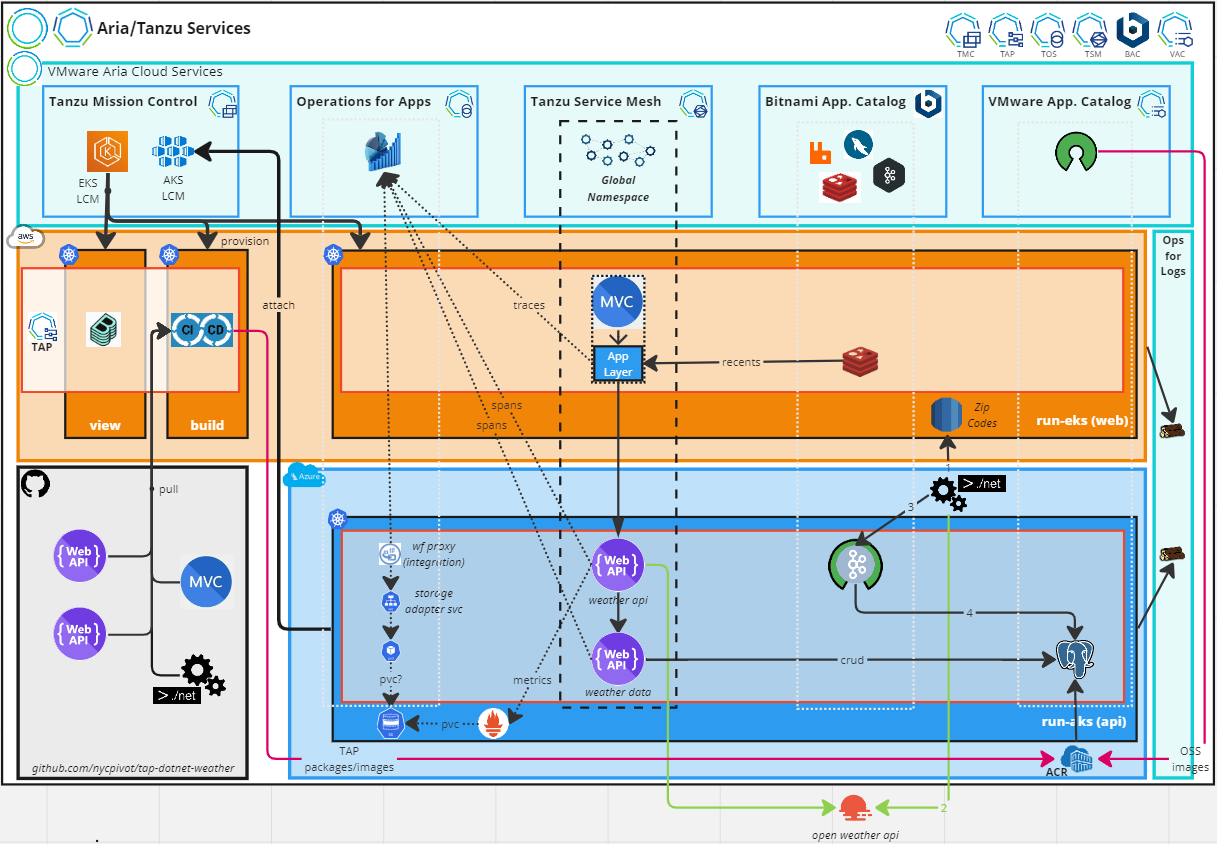 Aria/Tanzu Services
TMC
TAP
TOS
TSM
BAC
VAC
VMware Aria Cloud Services
Tanzu Mission Control
Operations for Apps
Tanzu Service Mesh
Bitnami App. Catalog
VMware App. Catalog
EKS
LCM
AKS
LCM
Global
Namespace
aws
provision
Ops
for
Logs
attach
traces
MVC
TAP
CI CD
App
Layer
recents
spans
spans
Zip
Codes
view
build
run-eks (web)
Azure
1
>./net
pull
3
{Web
API}
MVC
{Web
API}
>./net
wf proxy
(integration)
storage
adapter svc
{Web
API}
weather api
4
{Web
API}
crud
weather data
pvc?
metrics
pvc
run-aks (api)
TAP
packages/images
ACR
OSS
images
github.com/nycpivot/tap-dotnet-weather
2
open weather api